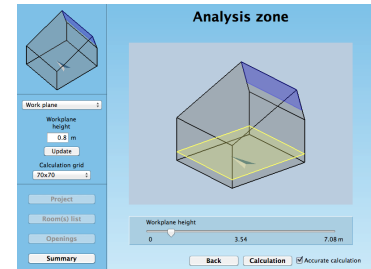 Analysis zone
Work plane
Workplane
height
0.8 m
Update
Calculation grid
70x70
Project
Room(s) list
Openings
Summary
Workplane height
0 3.54 7.08 m
Back Calculation Accurate calculation